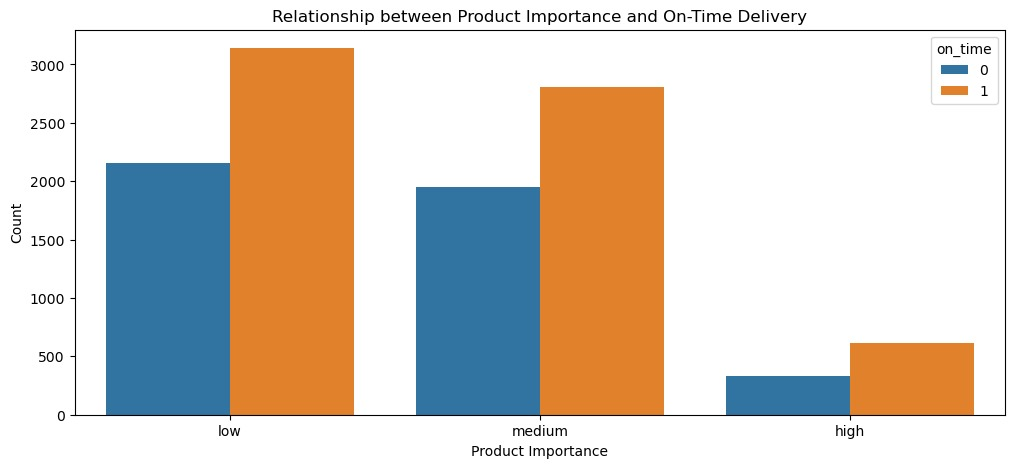 Relationship between Product Importance and On-Time Delivery
on_time
0
1
3000
2500
2000
1500
1000
500
0
Count
low
medium
high
Product Importance